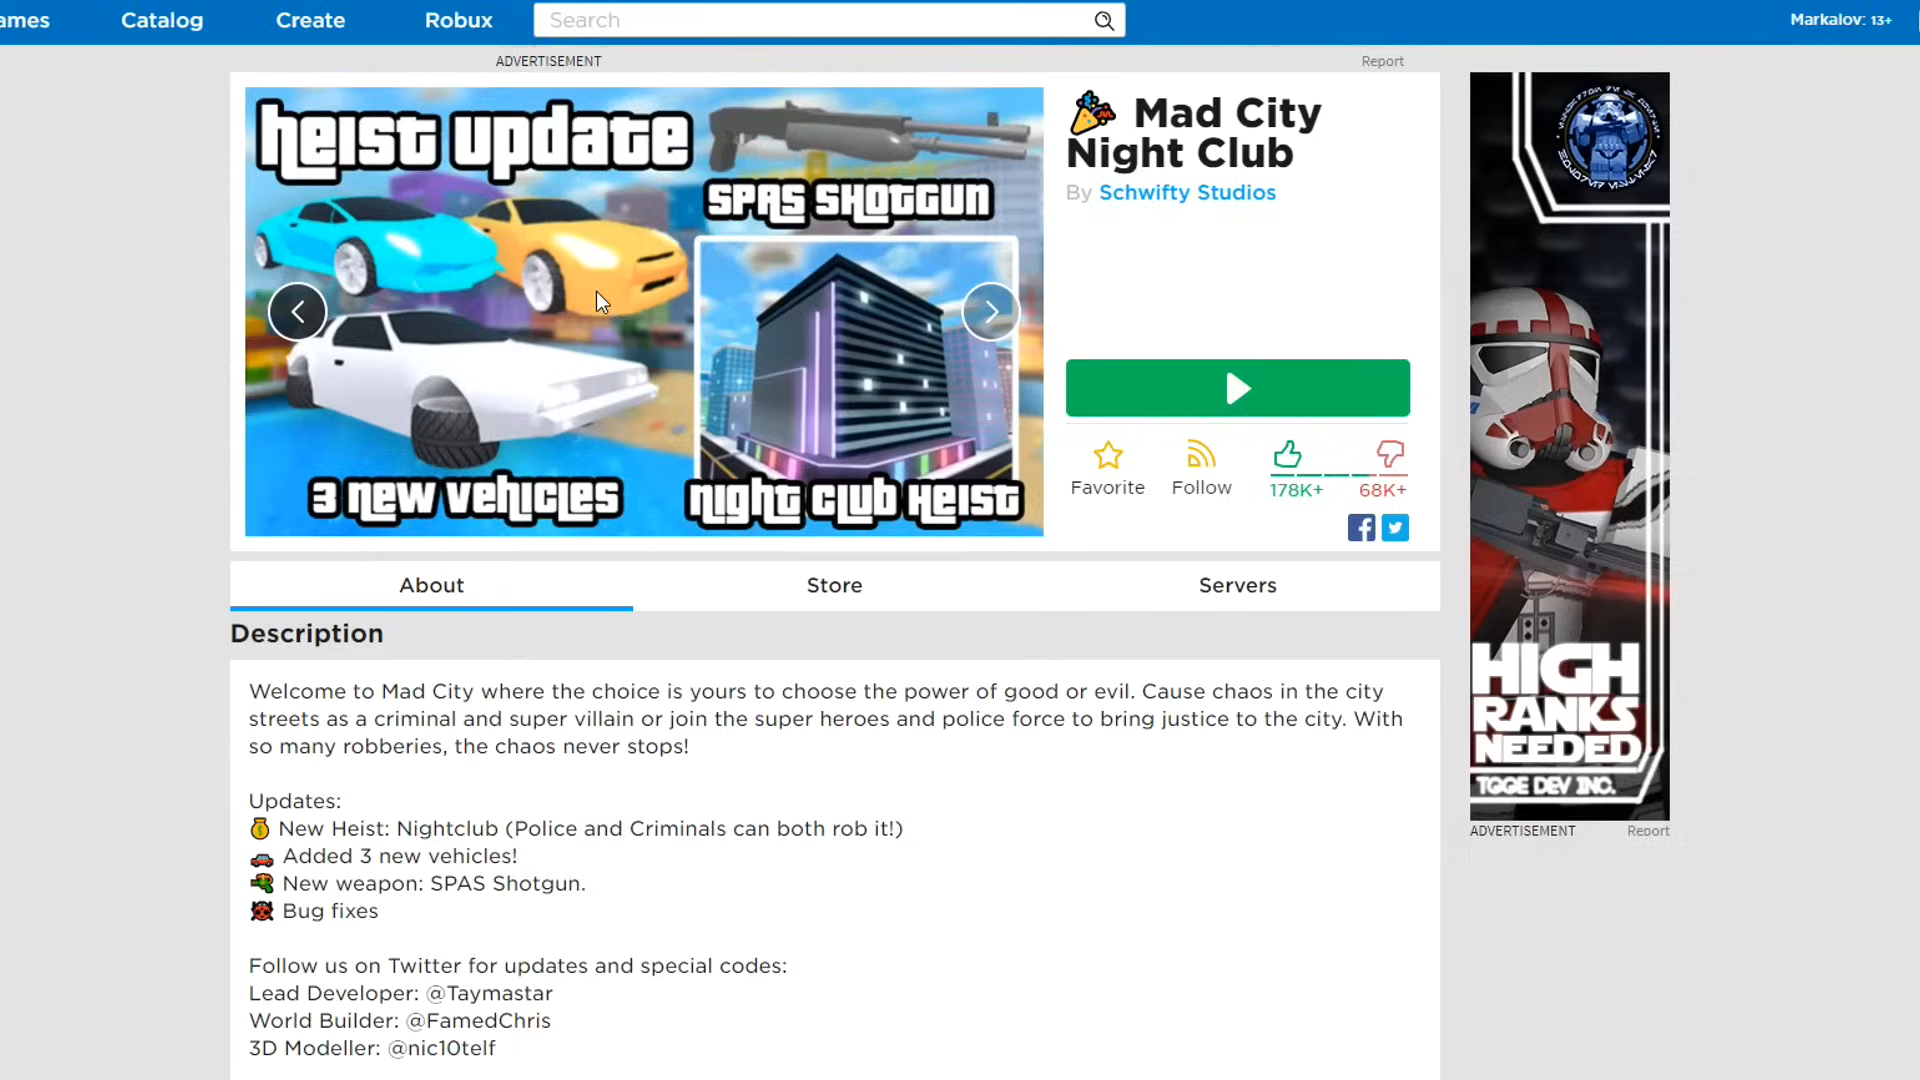 ames Catalog Create Robux Search Markalov: 13+
ADVERTISEMENT Report
heist update
SPAS SHOTGUN
3 new vehicles
night club heist
Mad City
Night Club
By Schwifty Studios
Favorite Follow 178K+ 68K+
About Store Servers
Description
Welcome to Mad City where the choice is yours to choose the power of good or evil. Cause chaos in the city
streets as a criminal and super villain or join the super heroes and police force to bring justice to the city. With
so many robberies, the chaos never stops!
Updates:
New Heist: Nightclub (Police and Criminals can both rob it!)
Added 3 new vehicles!
New weapon: SPAS Shotgun.
Bug fixes
Follow us on Twitter for updates and special codes:
Lead Developer: @Taymastar
World Builder: @FamedChris
3D Modeller: @nic10telf
HIGH
RANKS
NEEDED
TGGE DEV INC.
ADVERTISEMENT Report